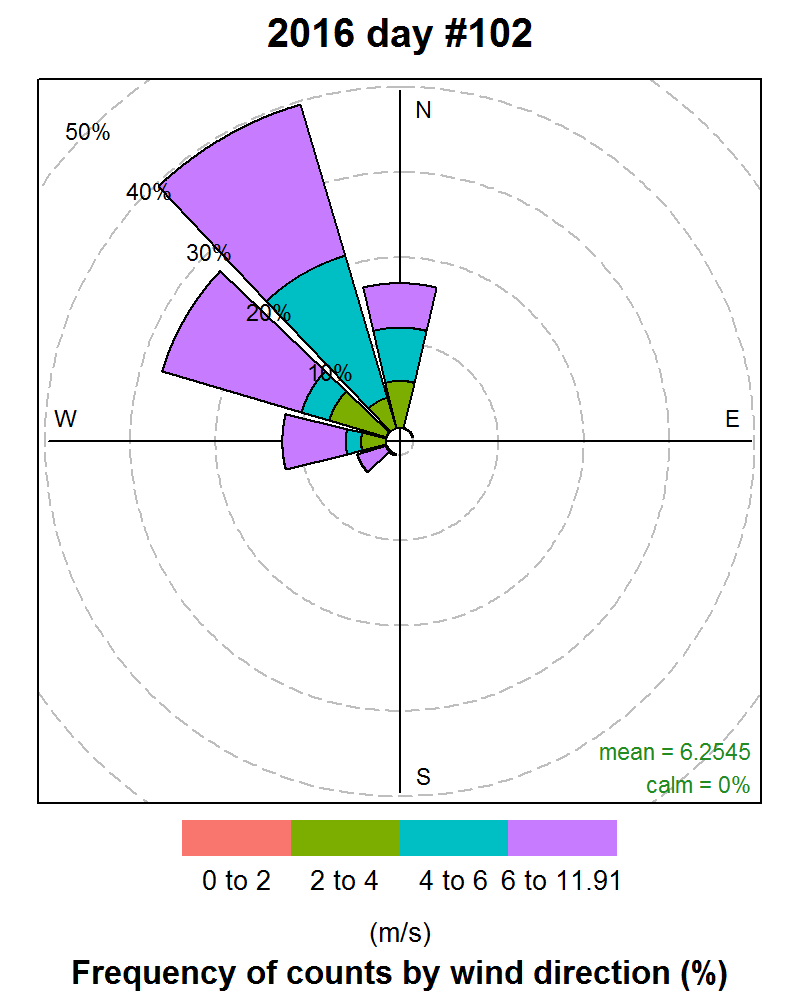 2016 day #102
N
50%
40%
30%
20%
10%
W
E
mean = 6.2545
S
calm = 0%
0 to 2
2 to 4
4 to 6
6 to 11.91
(m/s)
Frequency of counts by wind direction (%)